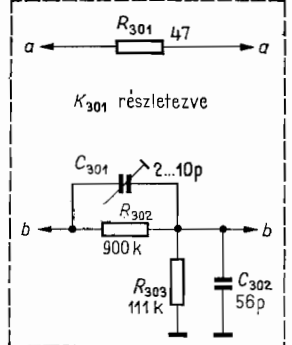 R301 47
a a
K301 részletezve
C301 2...10p
b R302 b
900k
R303 C302
111k 56p